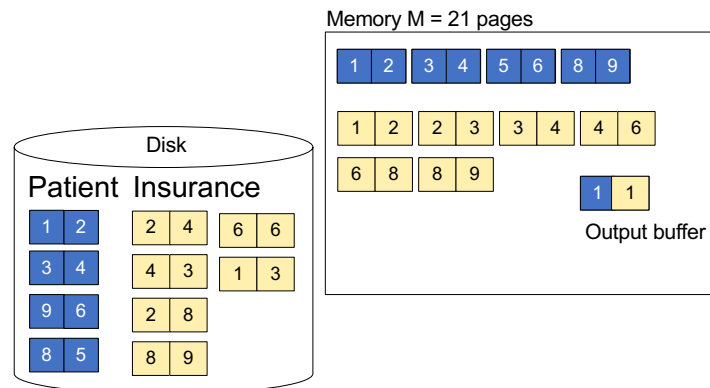 Memory M = 21 pages
1 2 3 4 5 6 8 9
1 2 2 3 3 4 4 6
6 8 8 9
1 1
Output buffer
Disk
Patient Insurance
1 2 2 4 6 6
3 4 4 3 1 3
9 6 2 8
8 5 8 9